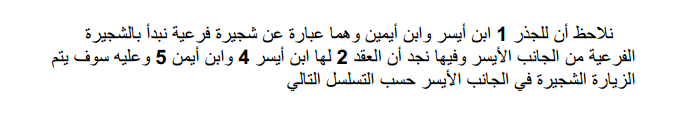 نلاحظ أن للجذر 1 ابن أيسر وابن أيمين وهما عبارة عن شجيرة فرعية نبدأ بالشجيرة
الفرعية من الجانب الأيسر وفيها نجد أن العقد 2 لها ابن أيسر 4 وابن أيمن 5 وعليه سوف يتم
الزيارة الشجيرة في الجانب الأيسر حسب التسلسل التالي